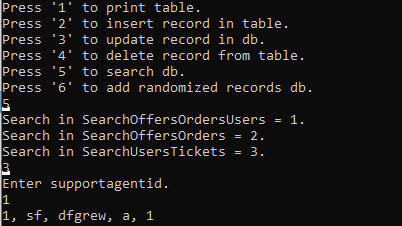 Press '1' to print table.
Press '2' to insert record in table.
Press '3' to update record in db.
Press '4' to delete record from table.
Press '5' to search db.
Press '6' to add randomized records db.
5
Search in SearchOffersOrdersUsers = 1.
Search in SearchOffersOrders = 2.
Search in SearchUsersTickets = 3.
3
Enter supportagentid.
1
1, sf, dfgrew, a, 1